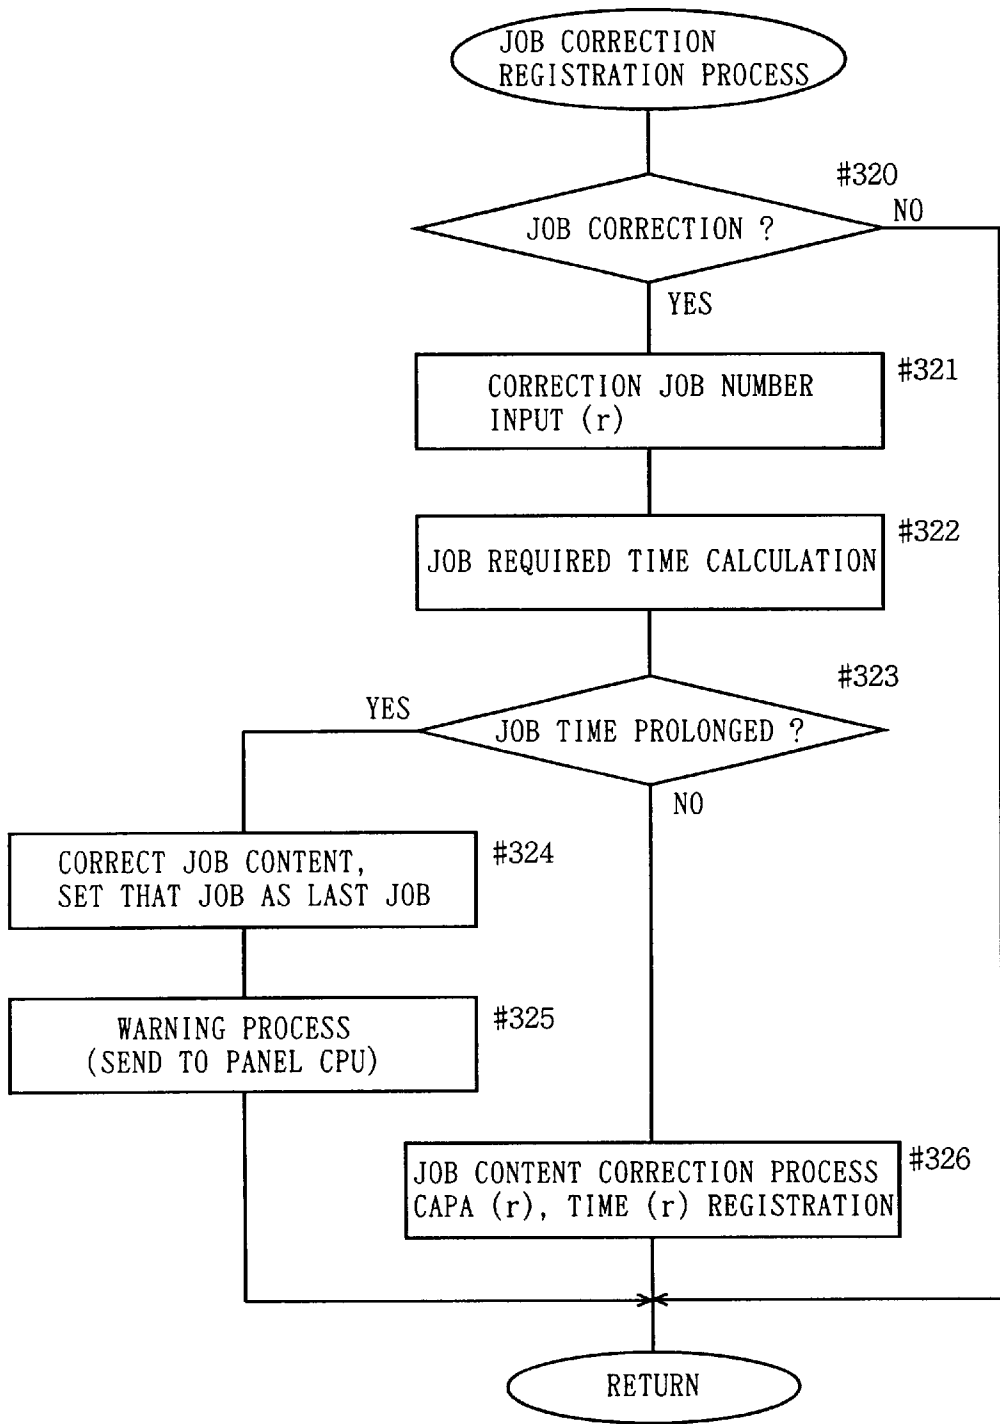 JOB CORRECTION
REGISTRATION PROCESS
#320
JOB CORRECTION ?
NO
YES
#321
CORRECTION JOB NUMBER
INPUT (r)
#322
JOB REQUIRED TIME CALCULATION
#323
YES
JOB TIME PROLONGED ?
NO
#324
CORRECT JOB CONTENT,
SET THAT JOB AS LAST JOB
#325
WARNING PROCESS
(SEND TO PANEL CPU)
#326
JOB CONTENT CORRECTION PROCESS
CAPA (r), TIME (r) REGISTRATION
RETURN